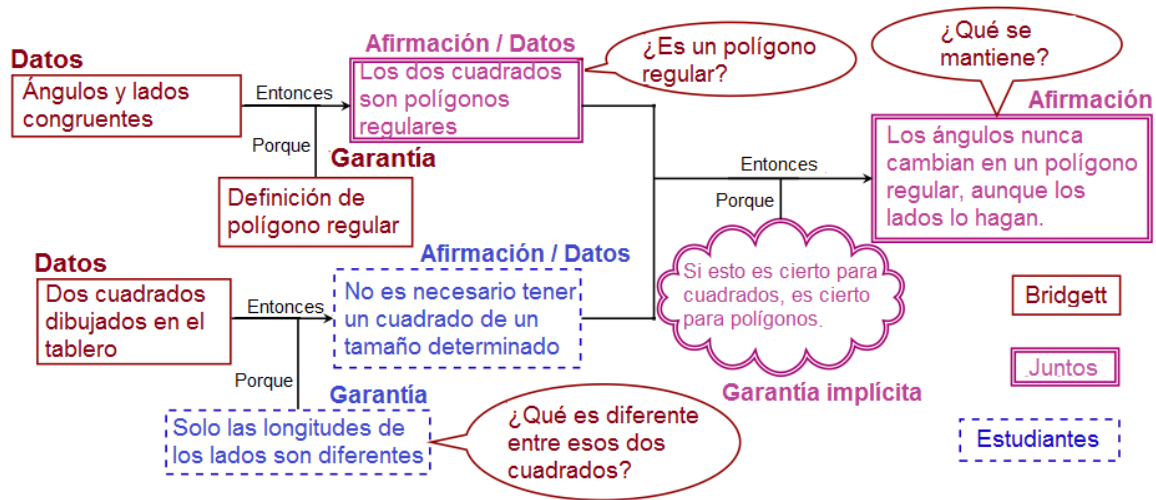 Datos
Ángulos y lados
congruentes
Entonces
Porque
Garantía
Definición de
polígono regular
Afirmación / Datos
Los dos cuadrados
son polígonos
regulares
¿Es un polígono
regular?
Datos
Dos cuadrados
dibujados en el
tablero
Entonces
Porque
Garantía
Solo las longitudes de
los lados son diferentes
¿Qué es diferente
entre esos dos
cuadrados?
Afirmación / Datos
No es necesario tener
un cuadrado de un
tamaño determinado
Entonces
Porque
Si esto es cierto para
cuadrados, es cierto
para polígonos.
Garantía implícita
¿Qué se
mantiene?
Afirmación
Los ángulos nunca
cambian en un polígono
regular, aunque los
lados lo hagan.
Bridgett
Juntos
Estudiantes